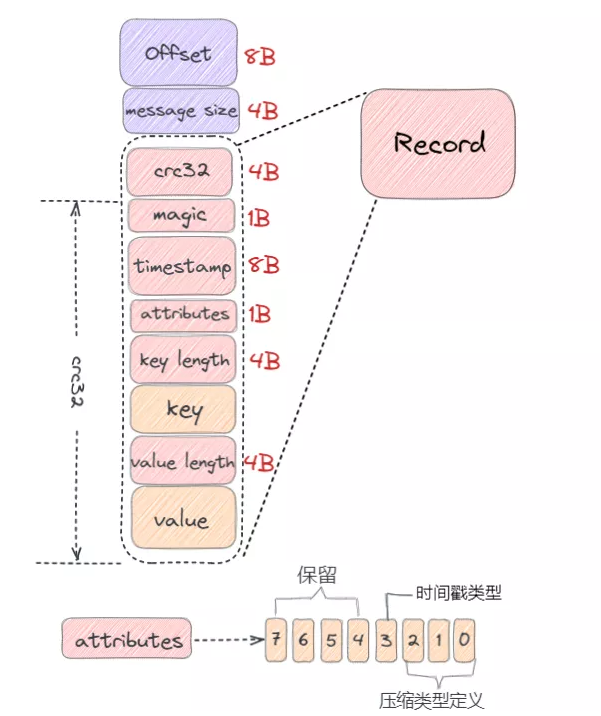 Offset 8B
message size 4B
Record
crc32 4B
magic 1B
timestamp 8B
attributes 1B
key length 4B
crc32
key
value length 4B
value
保留
时间戳类型
attributes
7 6 5 4 3 2 1 0
压缩类型定义